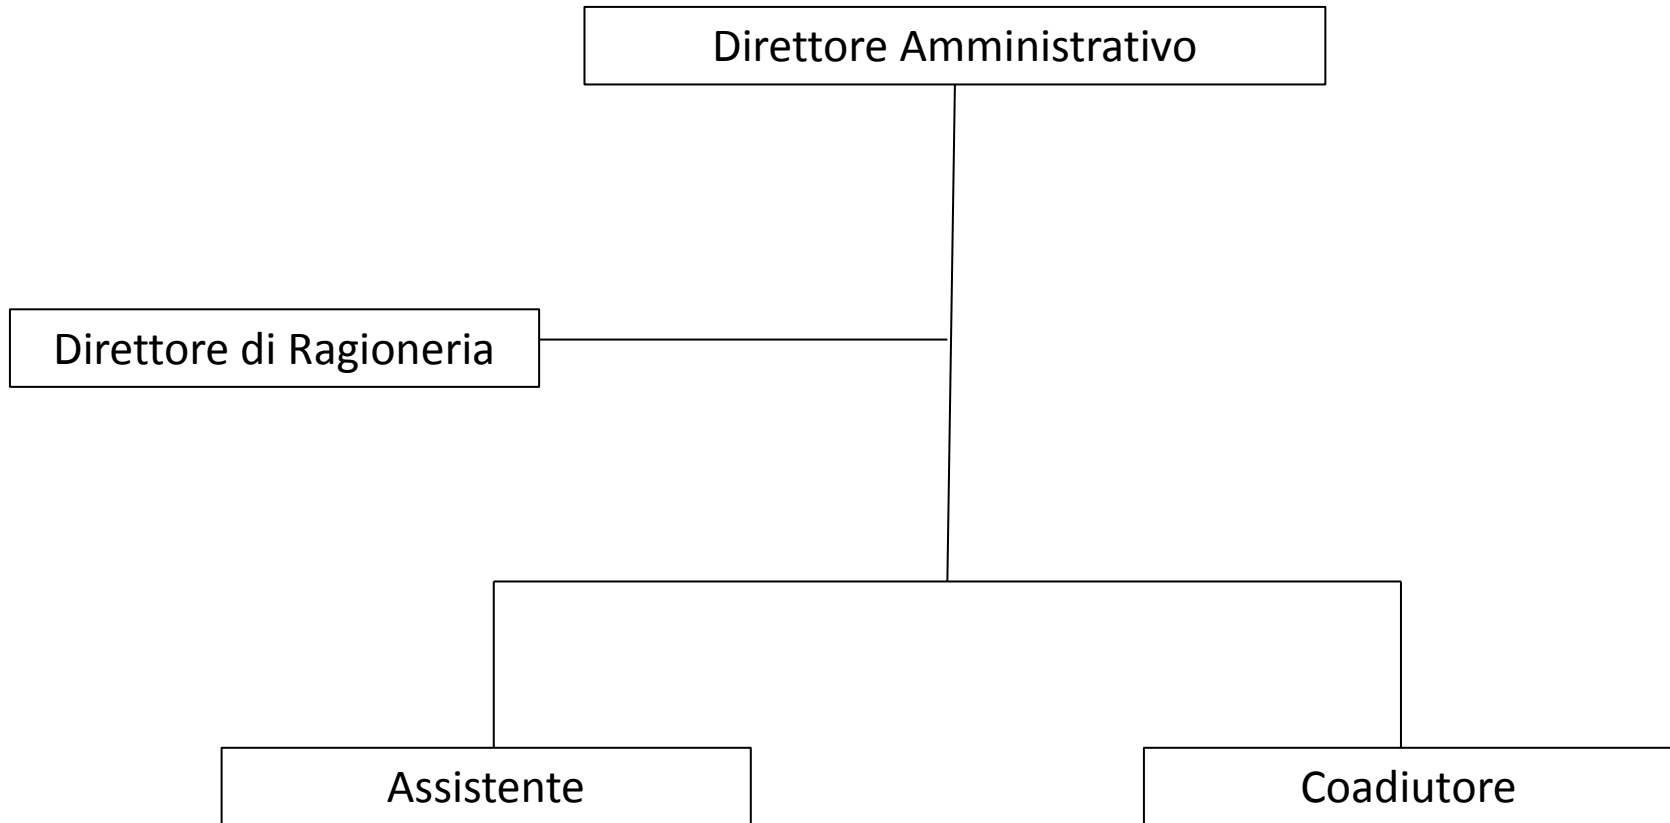 Direttore Amministrativo
Direttore di Ragioneria
Assistente
Coadiutore